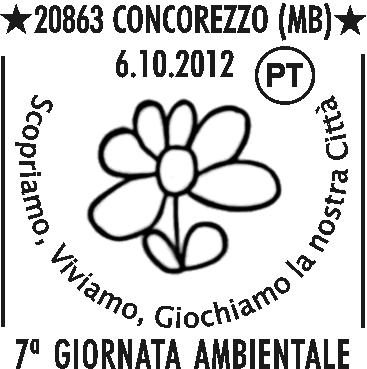 ★20863 CONCOREZZO (MB)★
6.10.2012
PT
Scopriamo, Viviamo, Giochiamo la nostra Città
7ª GIORNATA AMBIENTALE